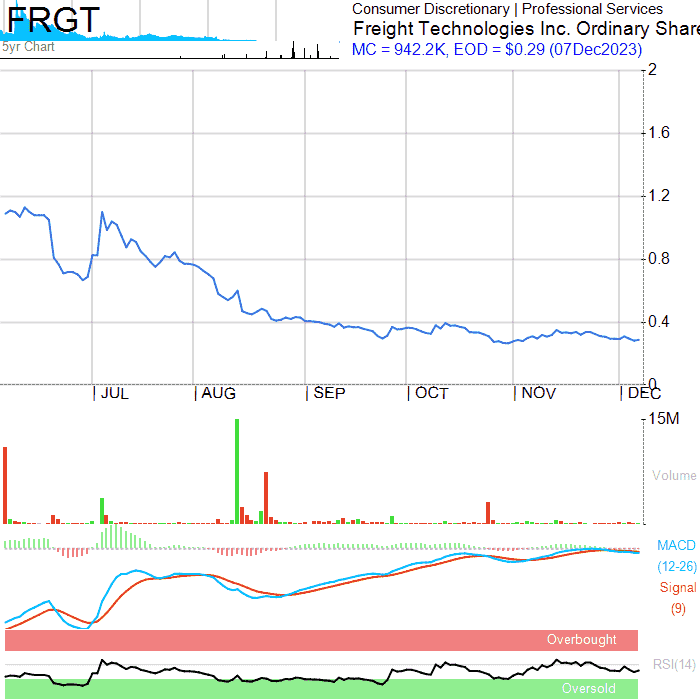 FRGT
Consumer Discretionary | Professional Services
Freight Technologies Inc. Ordinary Share
MC = 942.2K, EOD = $0.29 (07Dec2023)
5yr Chart
2
1.6
1.2
0.8
0.4
0
JUL AUG SEP OCT NOV DEC
15M
Volume
MACD
(12-26)
Signal
(9)
Overbought
RSI(14)
Oversold